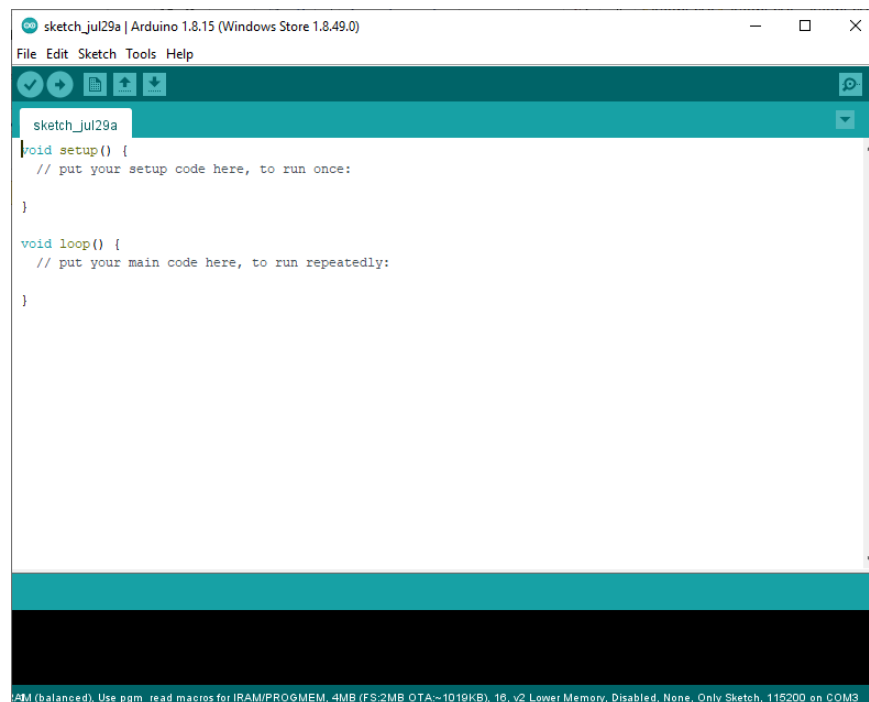 sketch_jul29a | Arduino 1.8.15 (Windows Store 1.8.49.0)
File Edit Sketch Tools Help
sketch_jul29a
void setup() {
  // put your setup code here, to run once:
}
void loop() {
  // put your main code here, to run repeatedly:
}
(balanced), Use pgm_read macros for IRAM/PROGMEM, 4MB (FS:2MB OTA:~1019KB), 16, v2 Lower Memory, Disabled, None, Only Sketch, 115200 on COM3